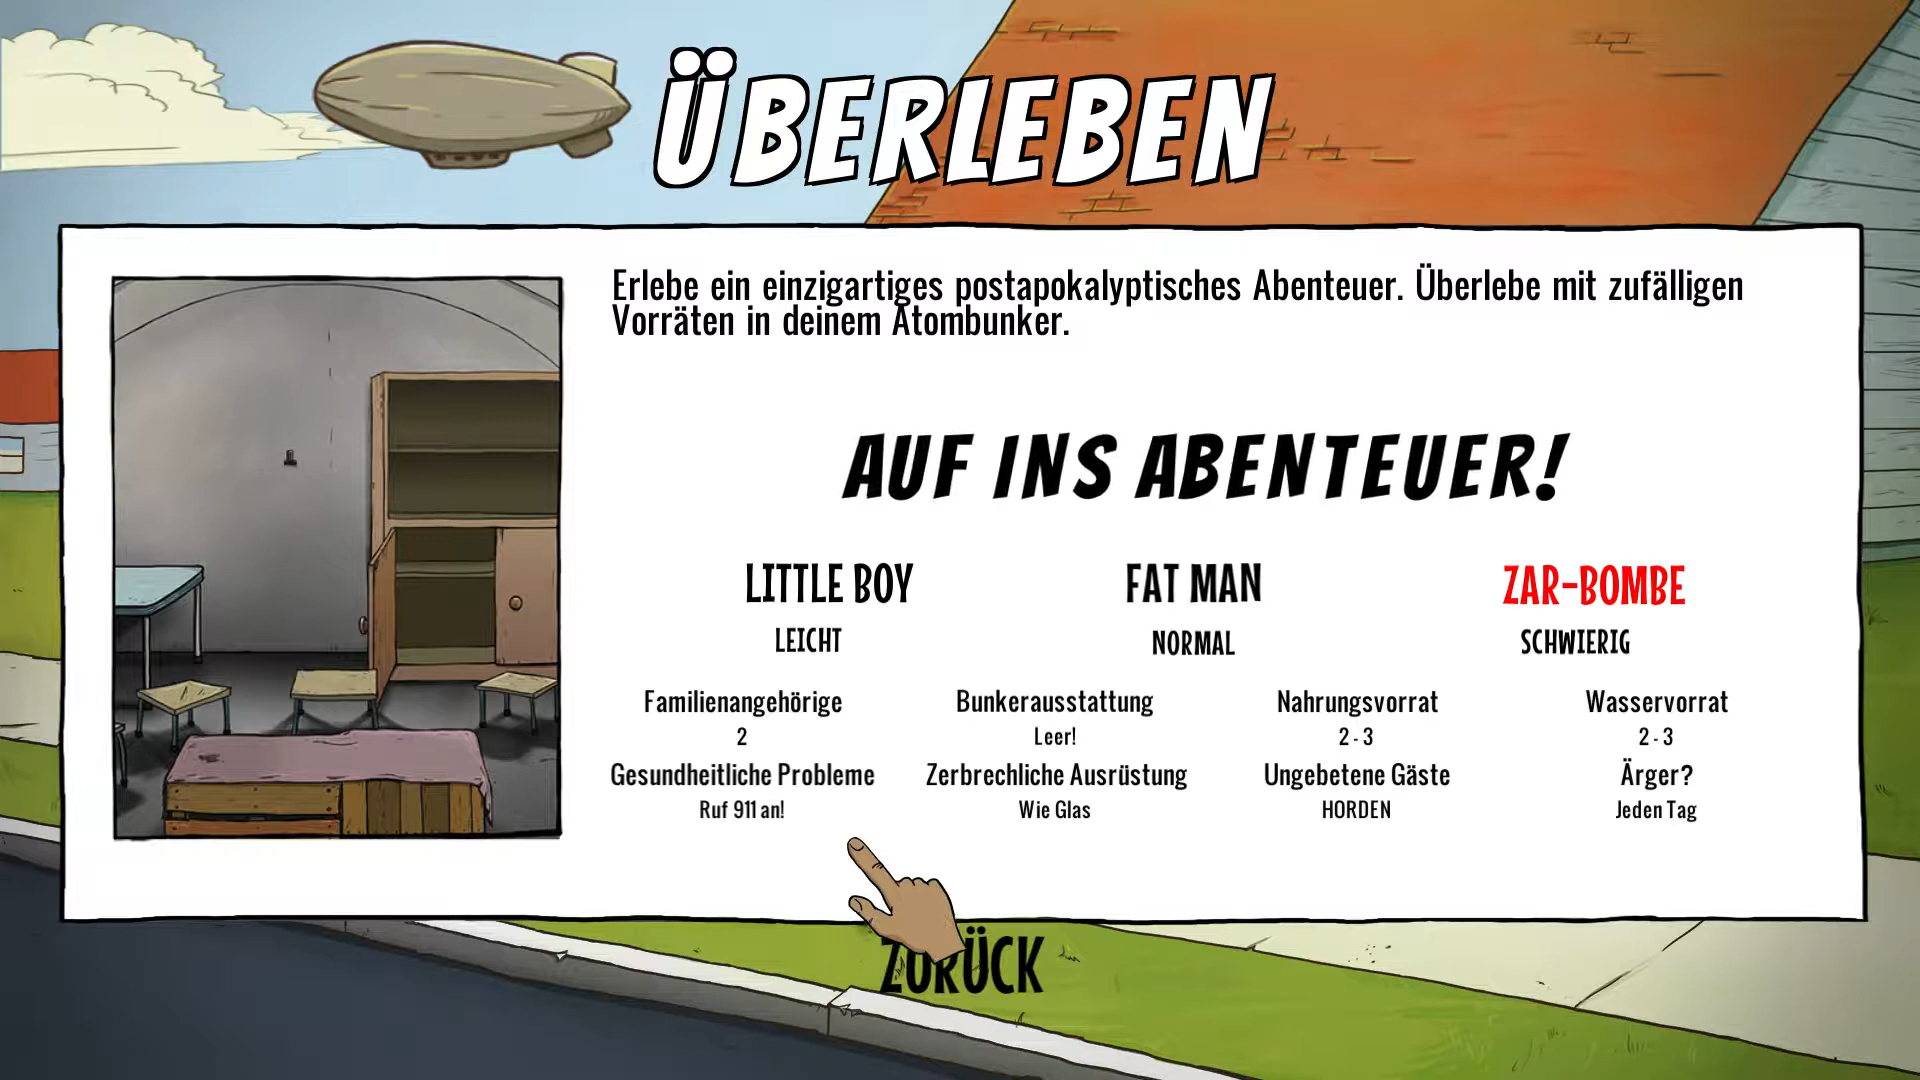 ÜBERLEBEN
Erlebe ein einzigartiges postapokalyptisches Abenteuer. Überlebe mit zufälligen
Vorräten in deinem Atombunker.
AUF INS ABENTEUER!
LITTLE BOY
FAT MAN
ZAR-BOMBE
LEICHT
NORMAL
SCHWIERIG
Familienangehörige
Bunkerausstattung
Nahrungsvorrat
Wasservorrat
2
Leer!
2 - 3
2 - 3
Gesundheitliche Probleme
Zerbrechliche Ausrüstung
Ungebetene Gäste
Ärger?
Ruf 911 an!
Wie Glas
HORDEN
Jeden Tag
ZURÜCK